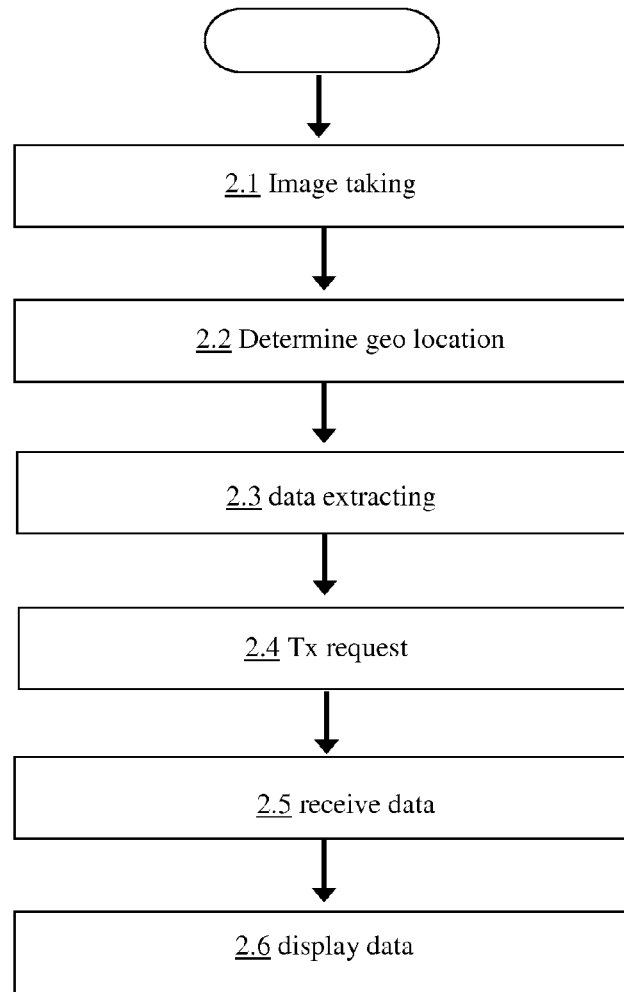 2.1 Image taking
2.2 Determine geo location
2.3 data extracting
2.4 Tx request
2.5 receive data
2.6 display data